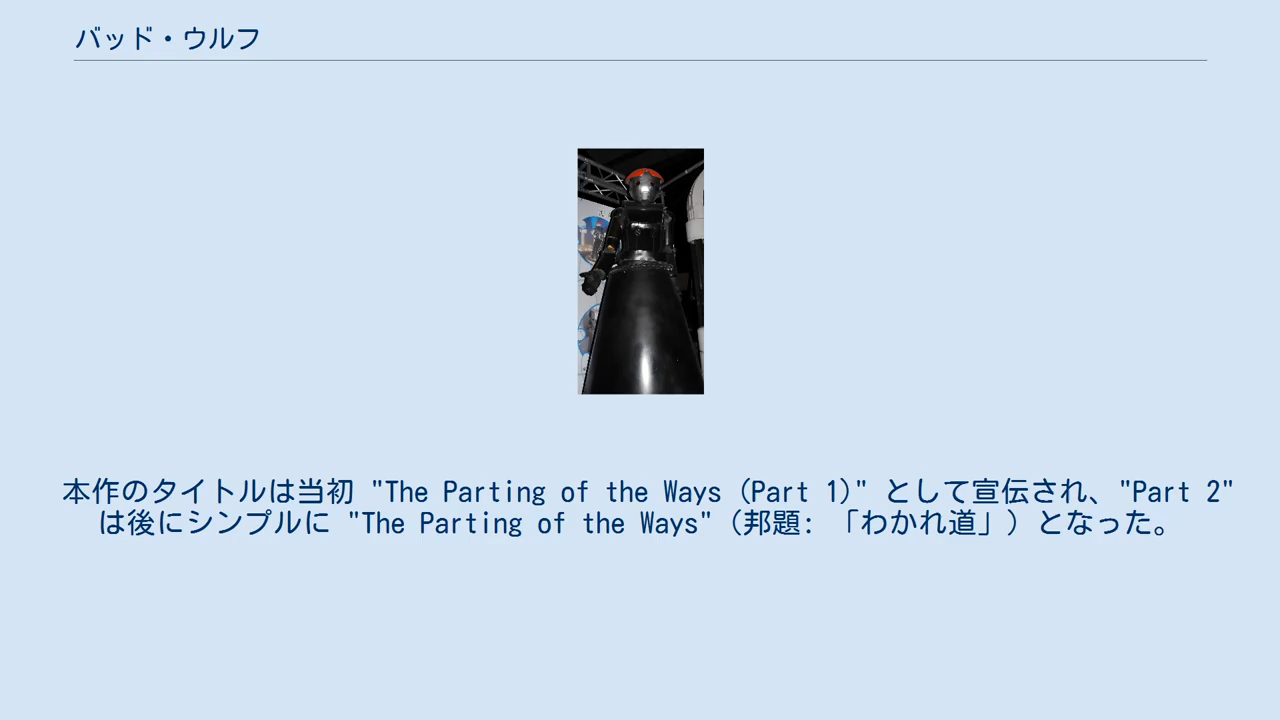 バッド・ウルフ
本作のタイトルは当初 "The Parting of the Ways (Part 1)" として宣伝され、"Part 2"
は後にシンプルに "The Parting of the Ways"（邦題: 「わかれ道」）となった。